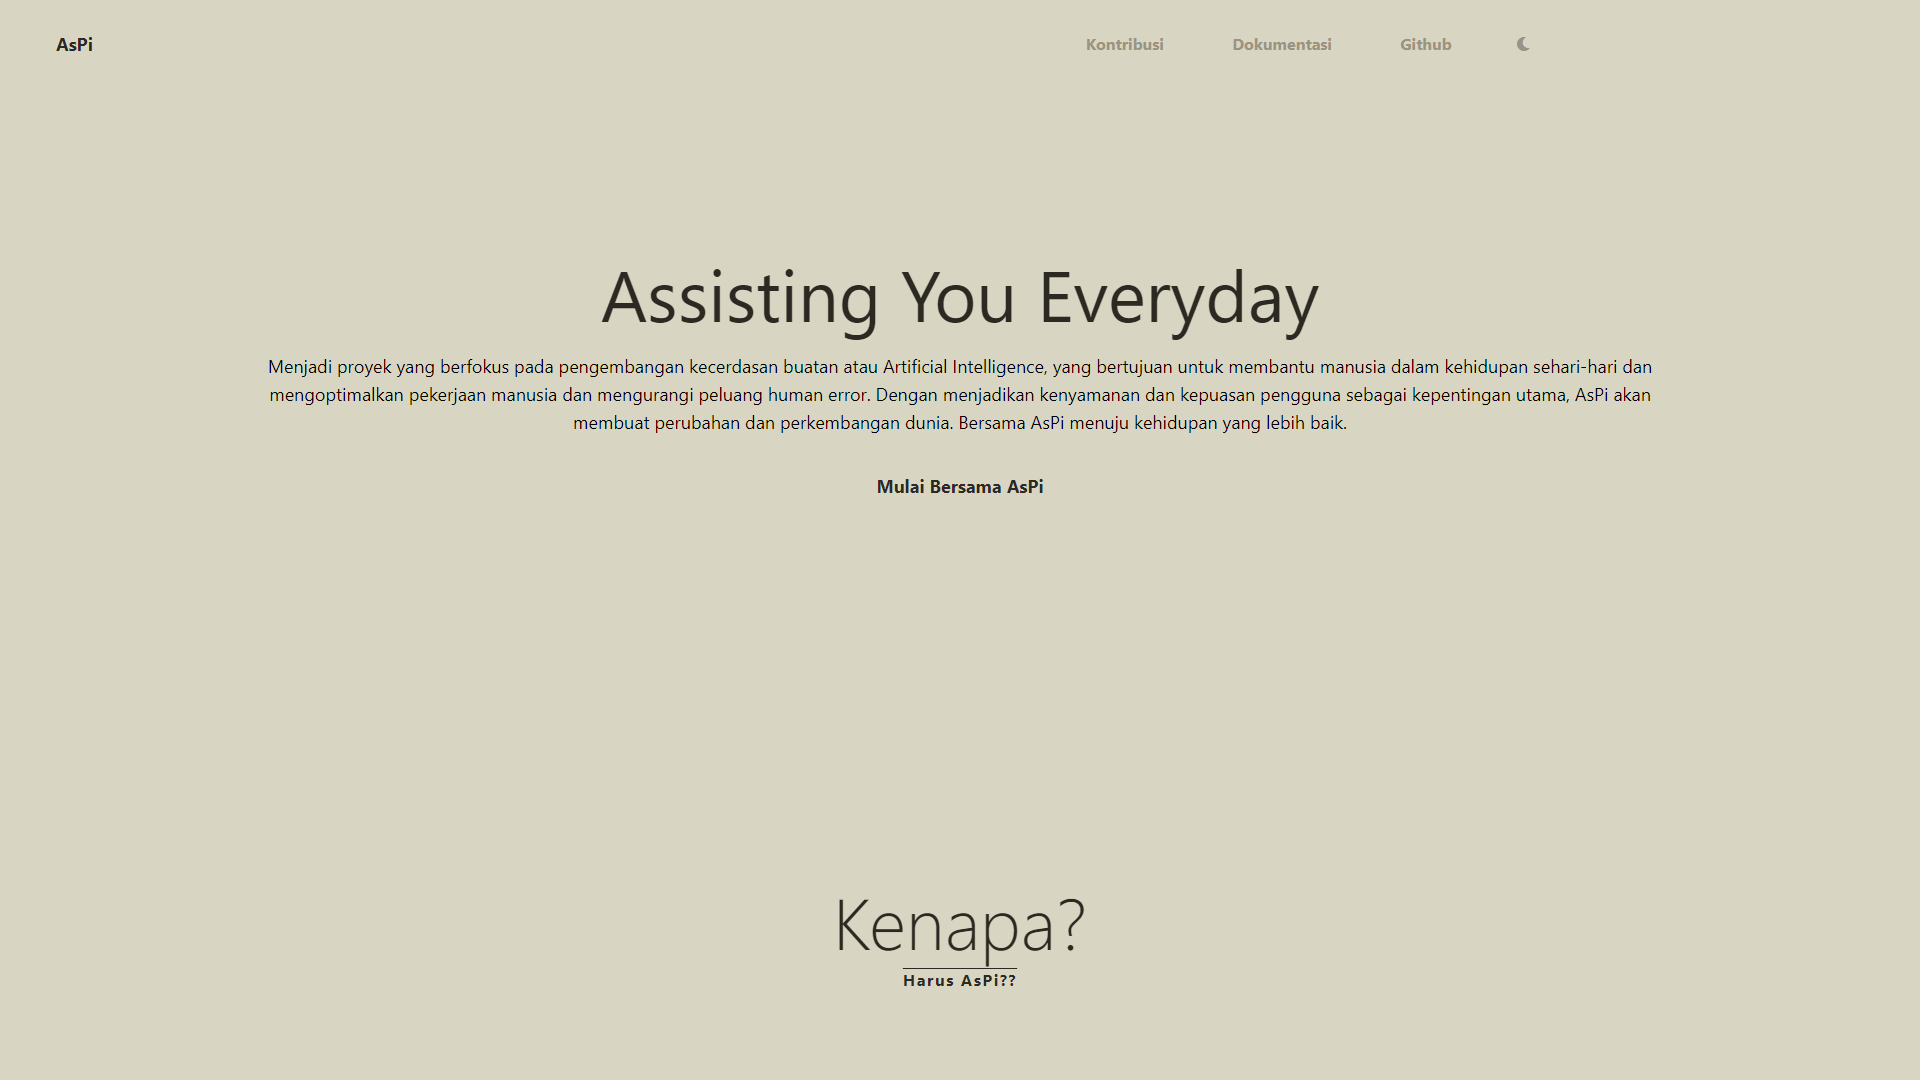 AsPi
Kontribusi
Dokumentasi
Github
Assisting You Everyday
Menjadi proyek yang berfokus pada pengembangan kecerdasan buatan atau Artificial Intelligence, yang bertujuan untuk membantu manusia dalam kehidupan sehari-hari dan
mengoptimalkan pekerjaan manusia dan mengurangi peluang human error. Dengan menjadikan kenyamanan dan kepuasan pengguna sebagai kepentingan utama, AsPi akan
membuat perubahan dan perkembangan dunia. Bersama AsPi menuju kehidupan yang lebih baik.
Mulai Bersama AsPi
Kenapa?
Harus AsPi??